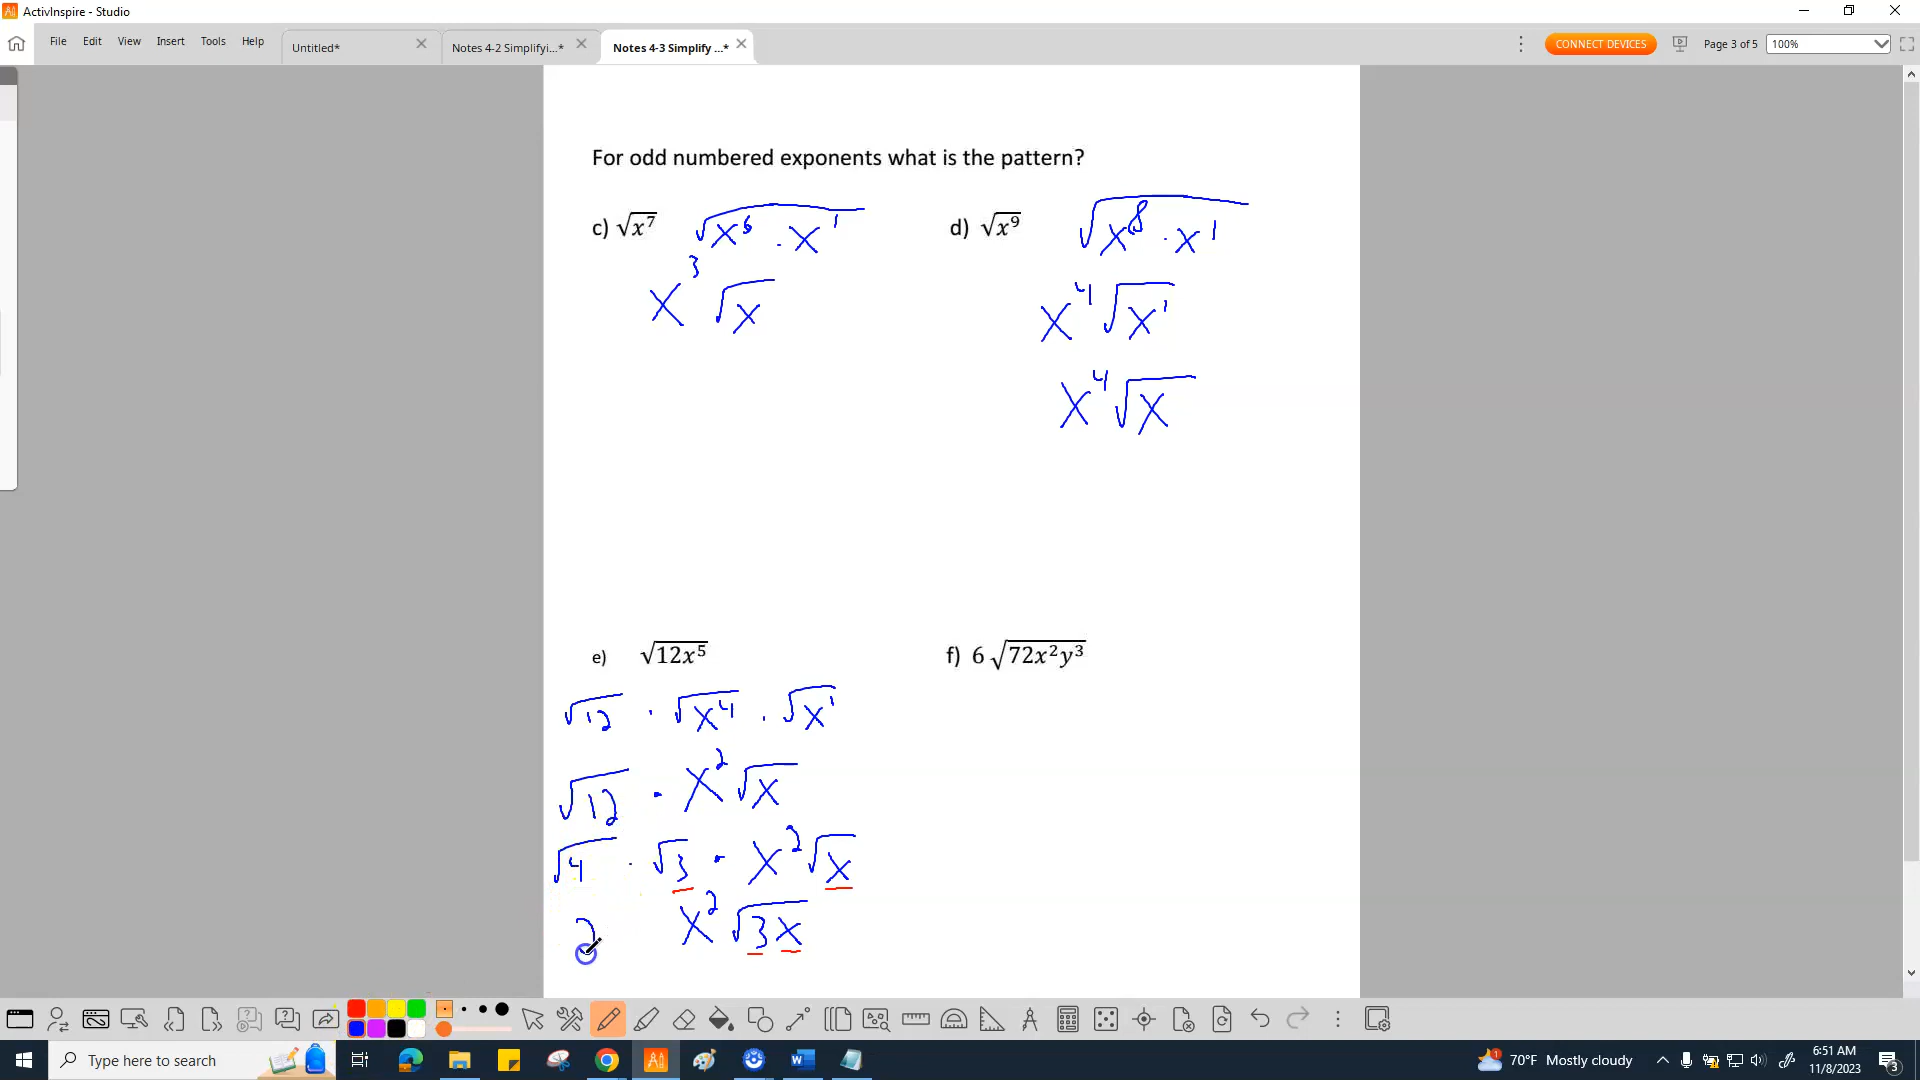 ActivInspire - Studio
File Edit View Insert Tools Help
Untitled*
Notes 4-2 Simplifyi...*
Notes 4-3 Simplify ...*
CONNECT DEVICES
Page 3 of 5
100%
For odd numbered exponents what is the pattern?
c) √x⁷ √x⁶ · x¹
x³ √x
d) √x⁹ √x⁸ · x¹
x⁴ √x¹
x⁴ √x
e) √12x⁵
√12 · √x⁴ · √x¹
√12 · x² √x
√4 · √3 · x² √x
2 x² √3x
f) 6 √72x²y³
Type here to search
70°F Mostly cloudy
6:51 AM
11/8/2023
3